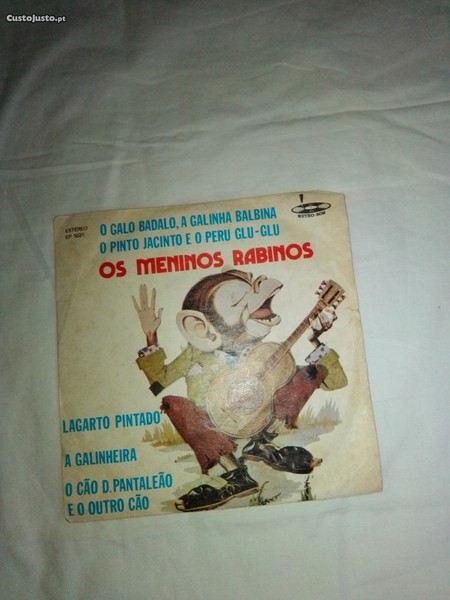 CustoJusto.pt
ESTEREO
O GALO BADALO, A GALINHA BALBINA
O PINTO JACINTO E O PERU GLU-GLU
OS MENINOS RABINOS
LAGARTO PINTADO
A GALINHEIRA
O CÃO D. PANTALEÃO
E O OUTRO CÃO